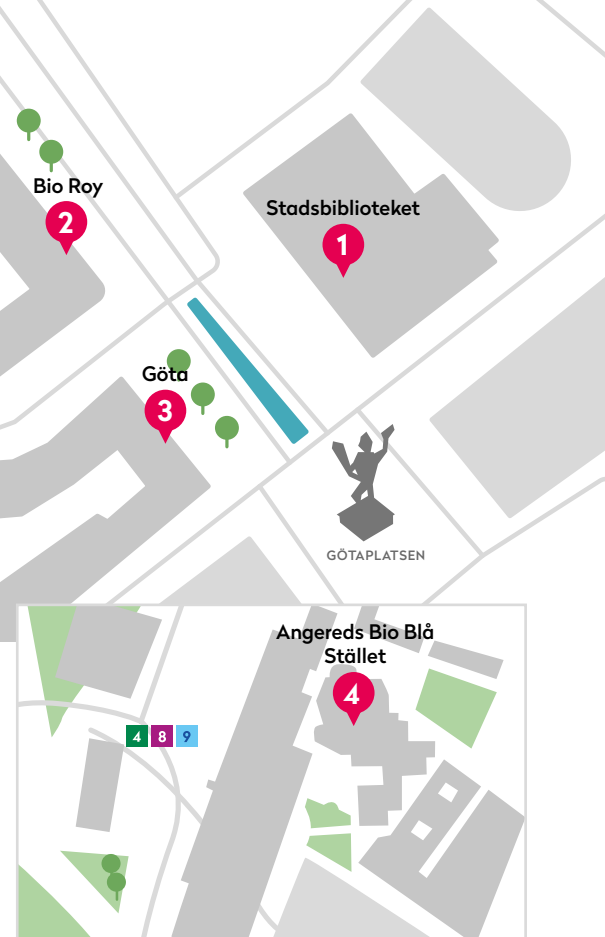 Bio Roy
2
Stadsbiblioteket
1
Göta
3
GÖTAPLATSEN
Angereds Bio Blå
Stället
4
4 8 9